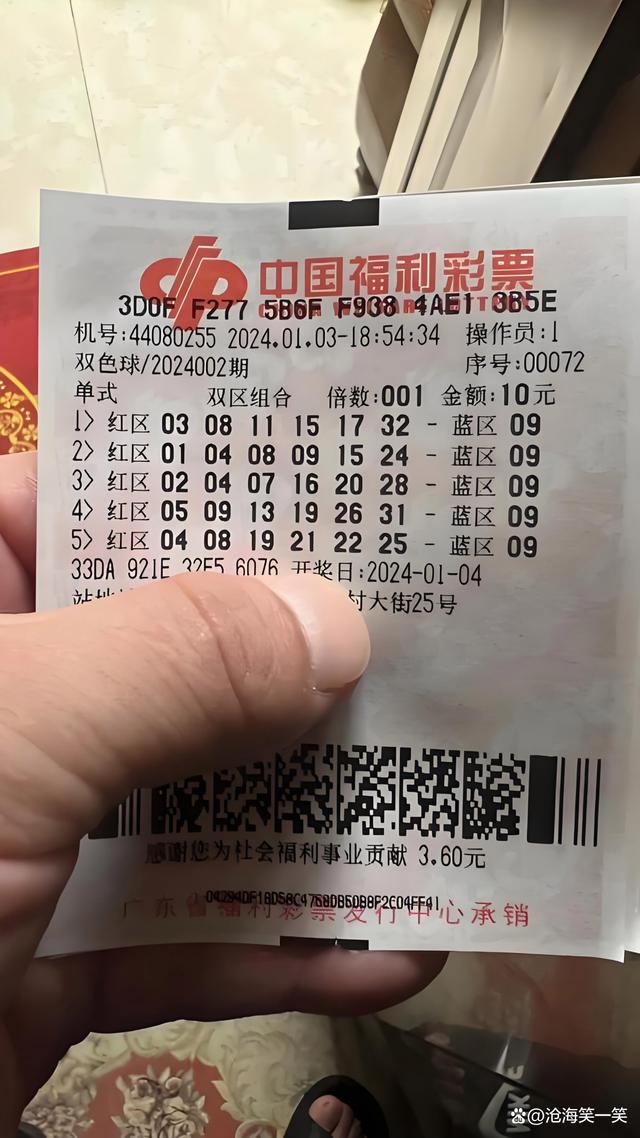 中国福利彩票
3D0F F277 5B6F F938 4AE1 3B5E
机号:44080255 2024.01.03-18:54:34 操作员:1
双色球/2024002期 序号:00072
单式 双区组合 倍数:001 金额:10元
1> 红区 03 08 11 15 17 32 - 蓝区 09
2> 红区 01 04 08 09 15 24 - 蓝区 09
3> 红区 02 04 07 16 20 28 - 蓝区 09
4> 红区 05 09 13 19 26 31 - 蓝区 09
5> 红区 04 08 19 21 22 25 - 蓝区 09
33DA 921E 32F5 6076 开奖日:2024-01-04
站地 村大街25号
感谢您为社会福利事业贡献 3.60元
广东省福利彩票发行中心承销
@沧海笑一笑